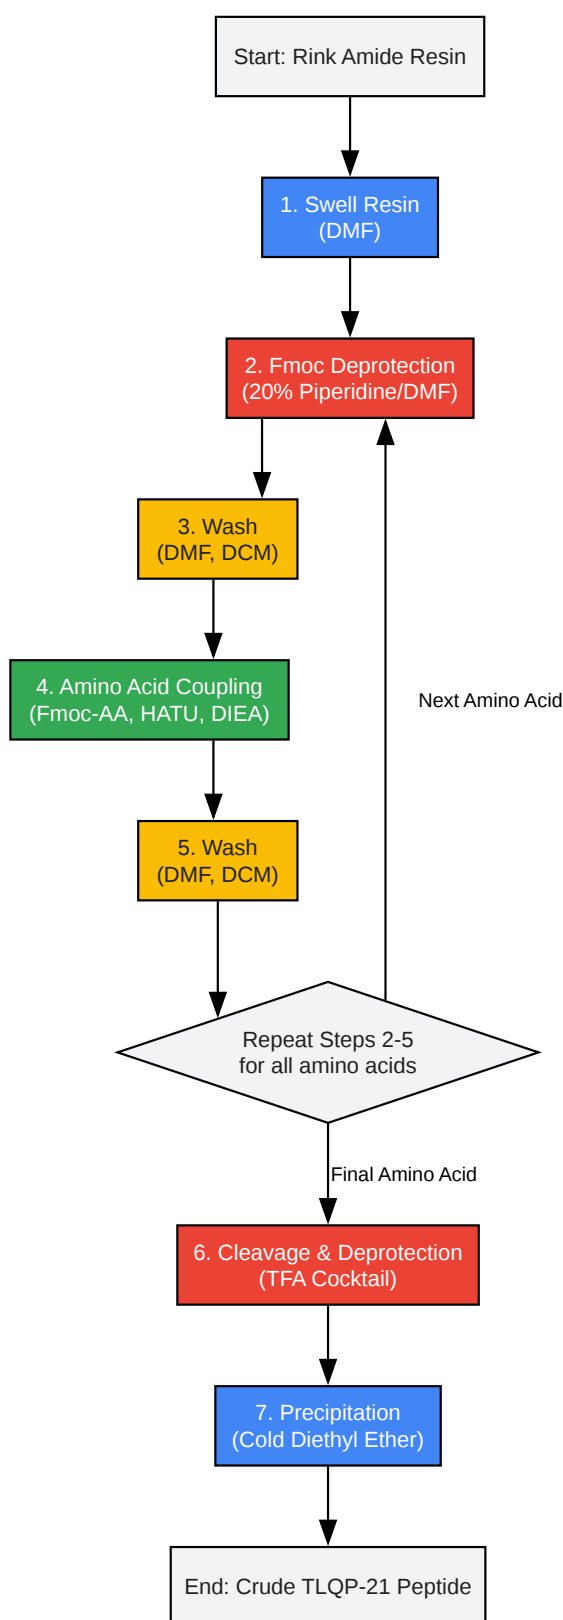 Start: Rink Amide Resin
1. Swell Resin
(DMF)
2. Fmoc Deprotection
(20% Piperidine/DMF)
3. Wash
(DMF, DCM)
4. Amino Acid Coupling
(Fmoc-AA, HATU, DIEA)
Next Amino Acid
5. Wash
(DMF, DCM)
Repeat Steps 2-5
for all amino acids
Final Amino Acid
6. Cleavage & Deprotection
(TFA Cocktail)
7. Precipitation
(Cold Diethyl Ether)
End: Crude TLQP-21 Peptide